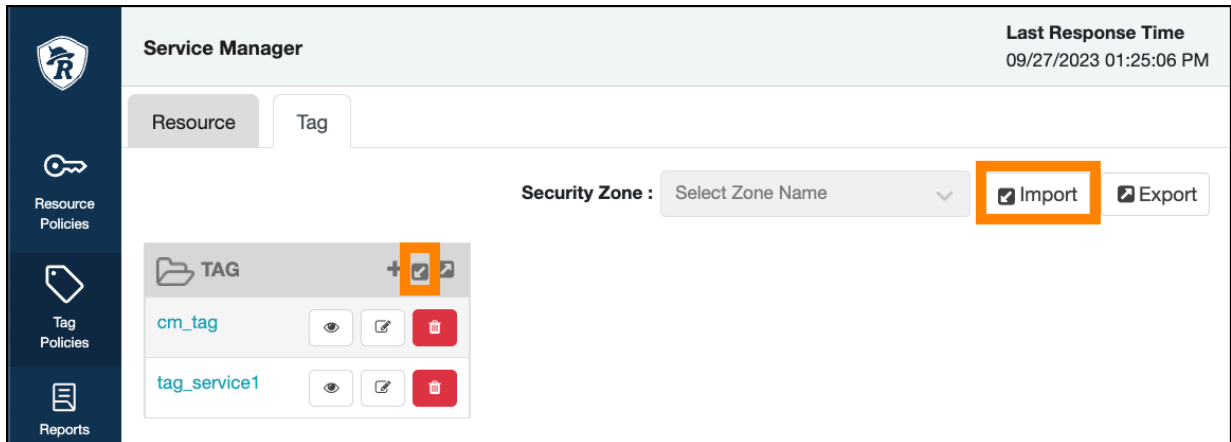 Service Manager
Last Response Time
09/27/2023 01:25:06 PM
R
Resource
Policies
Tag
Policies
Reports
Resource
Tag
Security Zone :
Select Zone Name
Import
Export
TAG
cm_tag
tag_service1